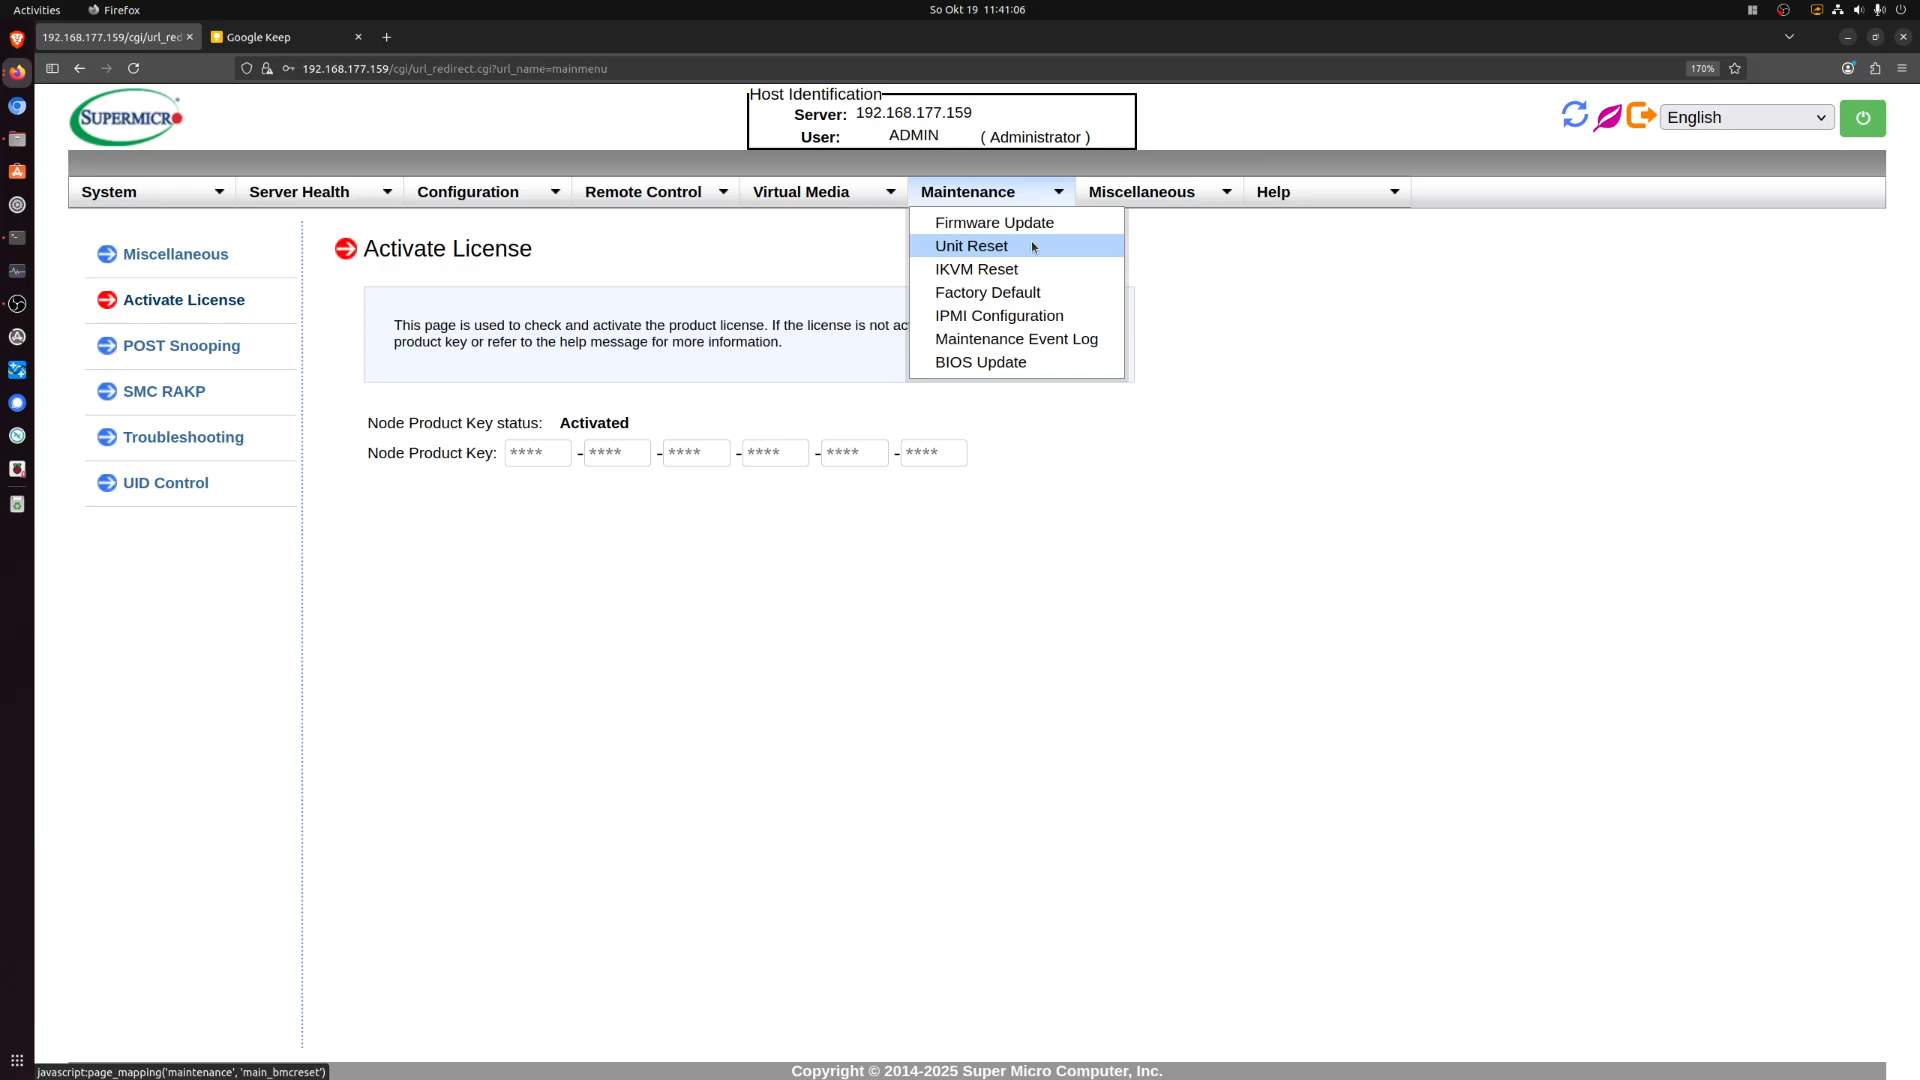 Activities
Firefox
So Okt 19 11:41:06
192.168.177.159/cgi/url_red
Google Keep
192.168.177.159/cgi/url_redirect.cgi?url_name=mainmenu
170%
SUPERMICRO
Host Identification
Server: 192.168.177.159
User: ADMIN ( Administrator )
English
System
Server Health
Configuration
Remote Control
Virtual Media
Maintenance
Miscellaneous
Help
Firmware Update
Unit Reset
IKVM Reset
Factory Default
IPMI Configuration
Maintenance Event Log
BIOS Update
Miscellaneous
Activate License
POST Snooping
SMC RAKP
Troubleshooting
UID Control
Activate License
This page is used to check and activate the product license. If the license is not ac
product key or refer to the help message for more information.
Node Product Key status: Activated
Node Product Key: **** - **** - **** - **** - **** - ****
javascript:page_mapping('maintenance', 'main_bmcreset')
Copyright © 2014-2025 Super Micro Computer, Inc.